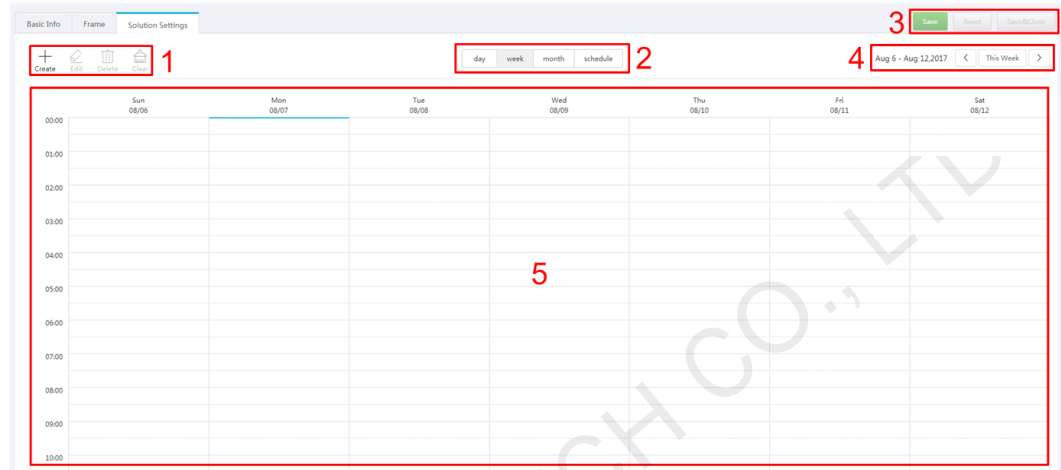 Basic Info Frame Solution Settings 3 Save Reset Save&Close
Create Edit Delete Clear 1 day week month schedule 2 4 Aug 6 - Aug 12,2017 < This Week >
Sun Mon Tue Wed Thu Fri Sat
08/06 08/07 08/08 08/09 08/10 08/11 08/12
00:00
01:00
02:00
03:00
04:00
5
05:00
06:00
07:00
08:00
09:00
10:00
CH CO., LTD